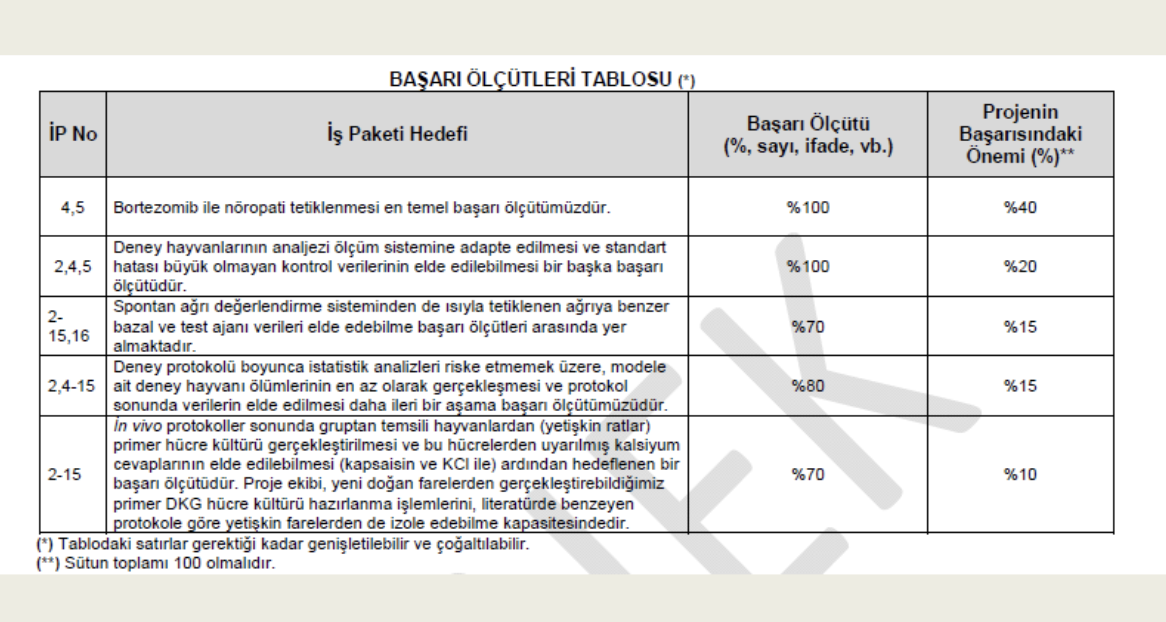 BAŞARI ÖLÇÜTLERİ TABLOSU (*)
İP No
İş Paketi Hedefi
Başarı Ölçütü
(%, sayı, ifade, vb.)
Projenin
Başarısındaki
Önemi (%)**
4,5
Bortezomib ile nöropati tetiklenmesi en temel başarı ölçütümüzdür.
%100
%40
2,4,5
Deney hayvanlarının analjezi ölçüm sistemine adapte edilmesi ve standart
hatası büyük olmayan kontrol verilerinin elde edilebilmesi bir başka başarı
ölçütüdür.
%100
%20
2-
15,16
Spontan ağrı değerlendirme sisteminden de ısıyla tetiklenen ağrıya benzer
bazal ve test ajanı verileri elde edebilme başarı ölçütleri arasında yer
almaktadır.
%70
%15
2,4-15
Deney protokolü boyunca istatistik analizleri riske etmemek üzere, modele
ait deney hayvanı ölümlerinin en az olarak gerçekleşmesi ve protokol
sonunda verilerin elde edilmesi daha ileri bir aşama başarı ölçütümüzüdür.
%80
%15
2-15
İn vivo protokoller sonunda gruptan temsili hayvanlardan (yetişkin ratlar)
primer hücre kültürü gerçekleştirilmesi ve bu hücrelerden uyarılmış kalsiyum
cevaplarının elde edilebilmesi (kapsaisin ve KCl ile) ardından hedeflenen bir
başarı ölçütüdür. Proje ekibi, yeni doğan farelerden gerçekleştirebildiğimiz
primer DKG hücre kültürü hazırlanma işlemlerini, literatürde benzeyen
protokole göre yetişkin farelerden de izole edebilme kapasitesindedir.
%70
%10
(*) Tablodaki satırlar gerektiği kadar genişletilebilir ve çoğaltılabilir.
(**) Sütun toplamı 100 olmalıdır.